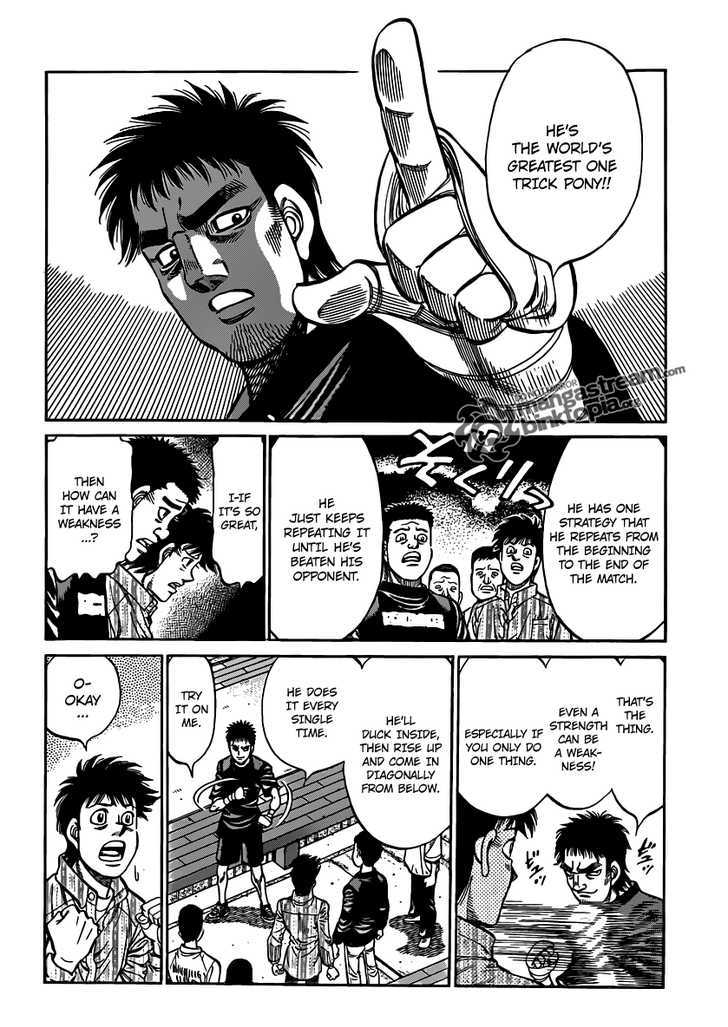 HE'S
THE WORLD'S
GREATEST ONE
TRICK PONY!!
mangastream.com
binktopia
HE HAS ONE
STRATEGY THAT
HE REPEATS FROM
THE BEGINNING
TO THE END OF
THE MATCH.
HE
JUST KEEPS
REPEATING IT
UNTIL HE'S
BEATEN HIS
OPPONENT.
I-IF
IT'S SO
GREAT,
THEN
HOW CAN
IT HAVE A
WEAKNESS
...?
THAT'S
THE THING.
EVEN A
STRENGTH
CAN BE
A WEAK-
NESS!
ESPECIALLY IF
YOU ONLY DO
ONE THING.
HE'LL
DUCK INSIDE,
THEN RISE UP
AND COME IN
DIAGONALLY
FROM BELOW.
HE DOES
IT EVERY
SINGLE
TIME.
TRY
IT ON
ME.
O-
OKAY
...